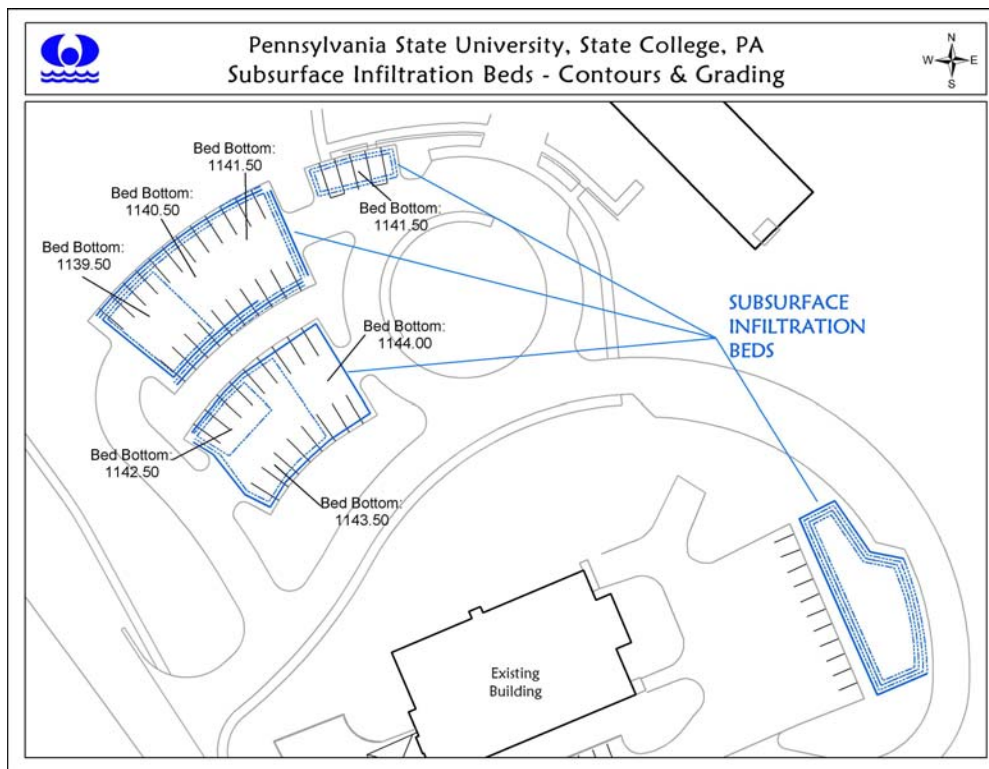 Pennsylvania State University, State College, PA
Subsurface Infiltration Beds - Contours & Grading
N
W
E
S
Bed Bottom:
1141.50
Bed Bottom:
1140.50
Bed Bottom:
1139.50
Bed Bottom:
1141.50
Bed Bottom:
1144.00
SUBSURFACE
INFILTRATION
BEDS
Bed Bottom:
1142.50
Bed Bottom:
1143.50
Existing
Building